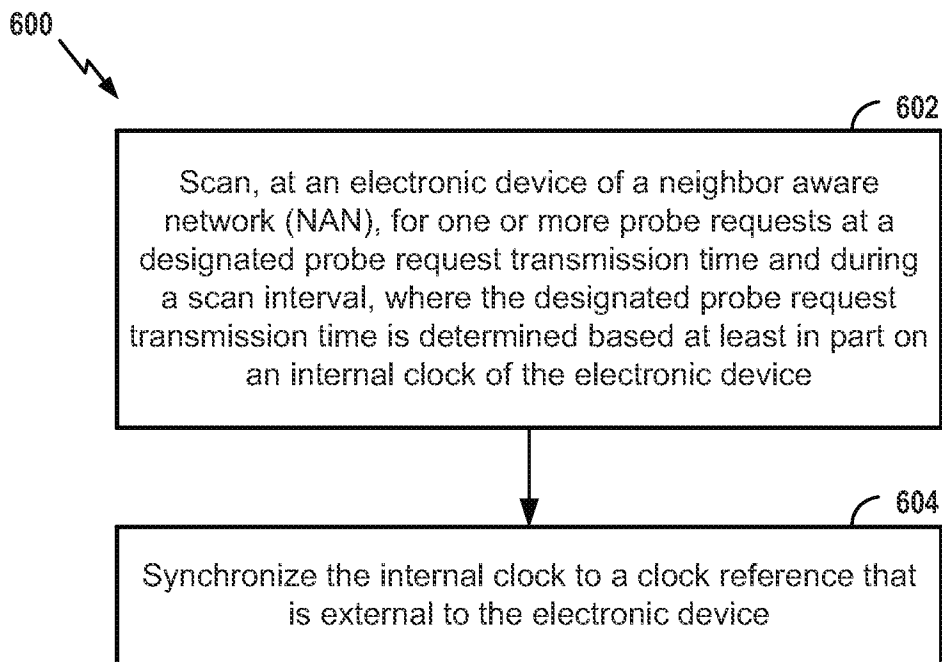 600
602
Scan, at an electronic device of a neighbor aware
network (NAN), for one or more probe requests at a
designated probe request transmission time and during
a scan interval, where the designated probe request
transmission time is determined based at least in part on
an internal clock of the electronic device
604
Synchronize the internal clock to a clock reference that
is external to the electronic device